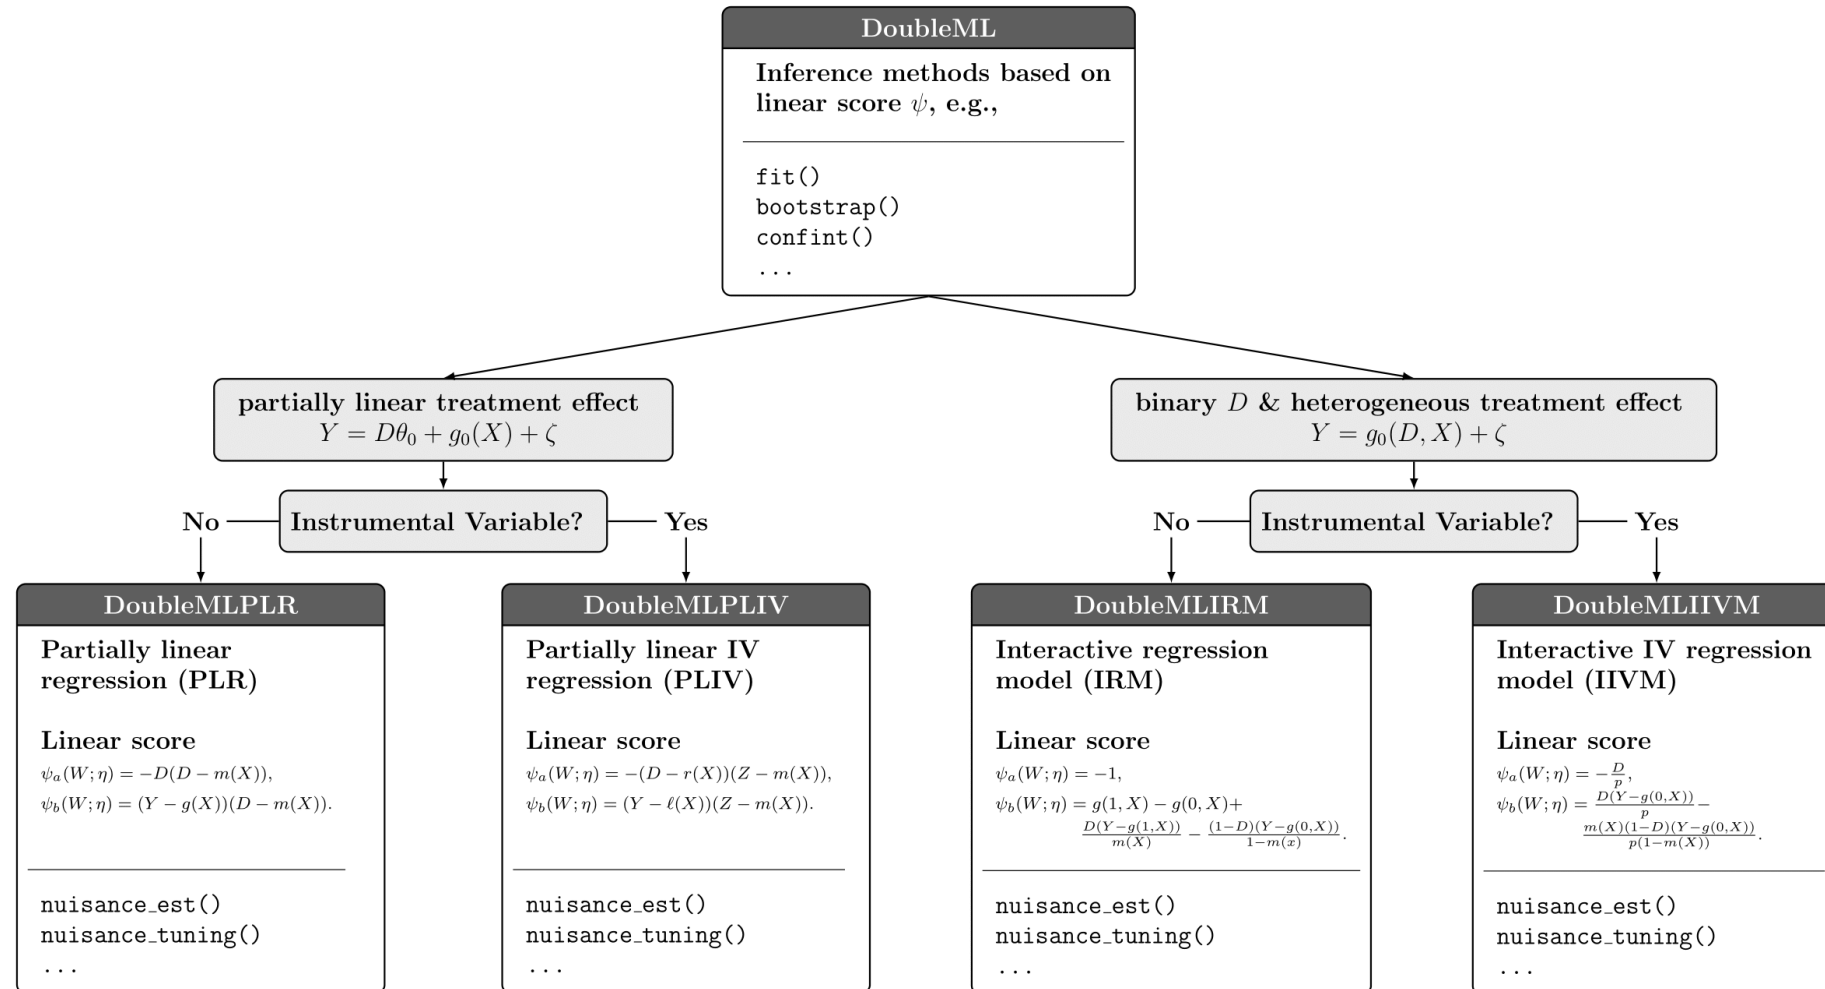 DoubleML
Inference methods based on
linear score ψ, e.g.,
fit()
bootstrap()
confint()
...
partially linear treatment effect
Y = Dθ₀ + g₀(X) + ζ
binary D & heterogeneous treatment effect
Y = g₀(D, X) + ζ
No
Instrumental Variable?
Yes
No
Instrumental Variable?
Yes
DoubleMLPLR
Partially linear
regression (PLR)
Linear score
ψₐ(W; η) = −D(D − m(X)),
ψ_b(W; η) = (Y − g(X))(D − m(X)).
nuisance_est()
nuisance_tuning()
...
DoubleMLPLIV
Partially linear IV
regression (PLIV)
Linear score
ψₐ(W; η) = −(D − r(X))(Z − m(X)),
ψ_b(W; η) = (Y − ℓ(X))(Z − m(X)).
nuisance_est()
nuisance_tuning()
...
DoubleMLIRM
Interactive regression
model (IRM)
Linear score
ψₐ(W; η) = −1,
ψ_b(W; η) = g(1, X) − g(0, X)+
D(Y−g(1,X))/m(X) − (1−D)(Y−g(0,X))/1−m(x).
nuisance_est()
nuisance_tuning()
...
DoubleMLIIVM
Interactive IV regression
model (IIVM)
Linear score
ψₐ(W; η) = −D/p,
ψ_b(W; η) = D(Y−g(0,X))/p −
m(X)(1−D)(Y−g(0,X))/p(1−m(X)).
nuisance_est()
nuisance_tuning()
...